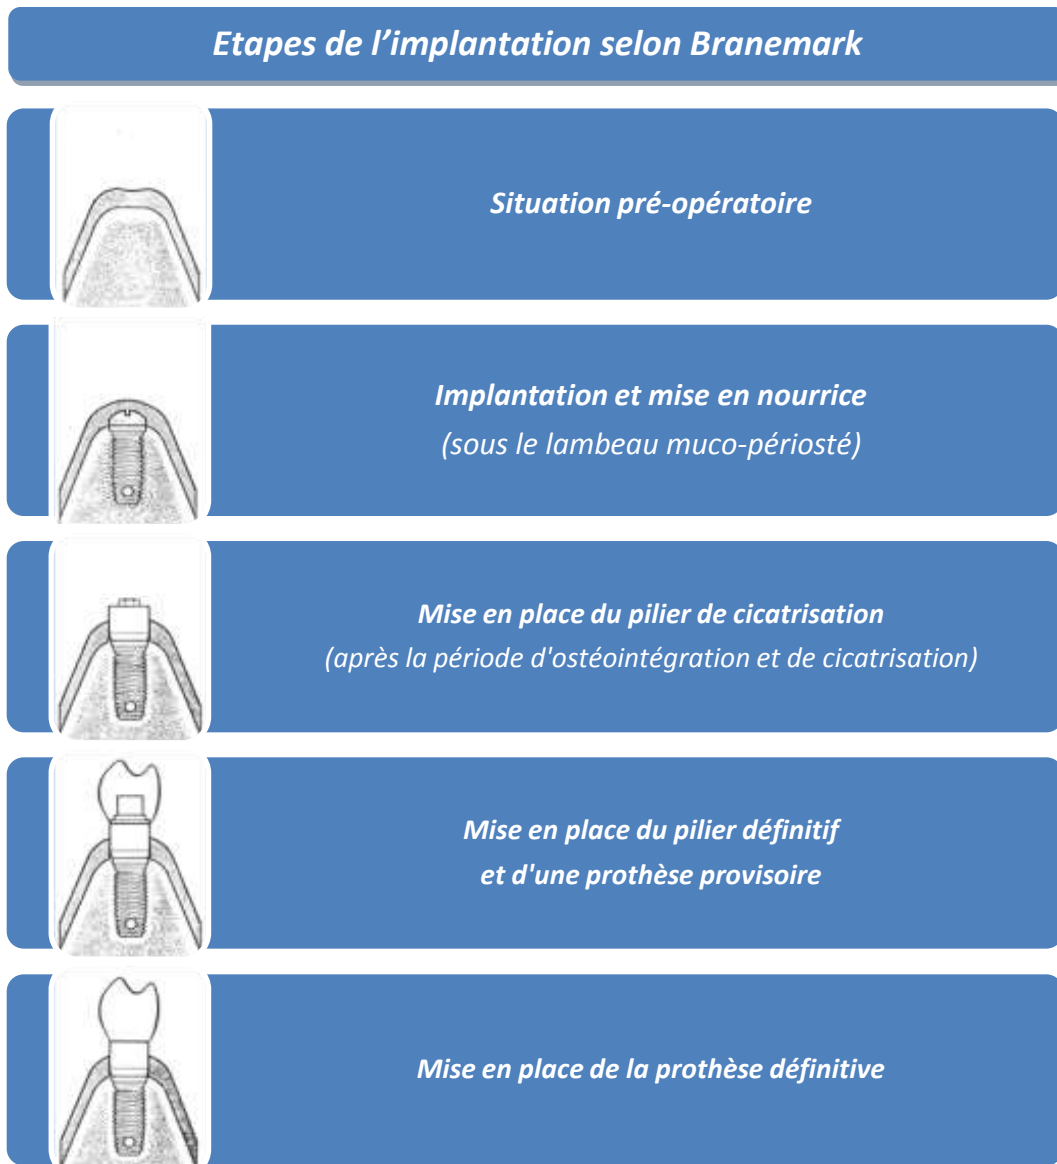 Etapes de l’implantation selon Branemark
Situation pré-opératoire
Implantation et mise en nourrice
(sous le lambeau muco-périosté)
Mise en place du pilier de cicatrisation
(après la période d'ostéointégration et de cicatrisation)
Mise en place du pilier définitif
et d'une prothèse provisoire
Mise en place de la prothèse définitive